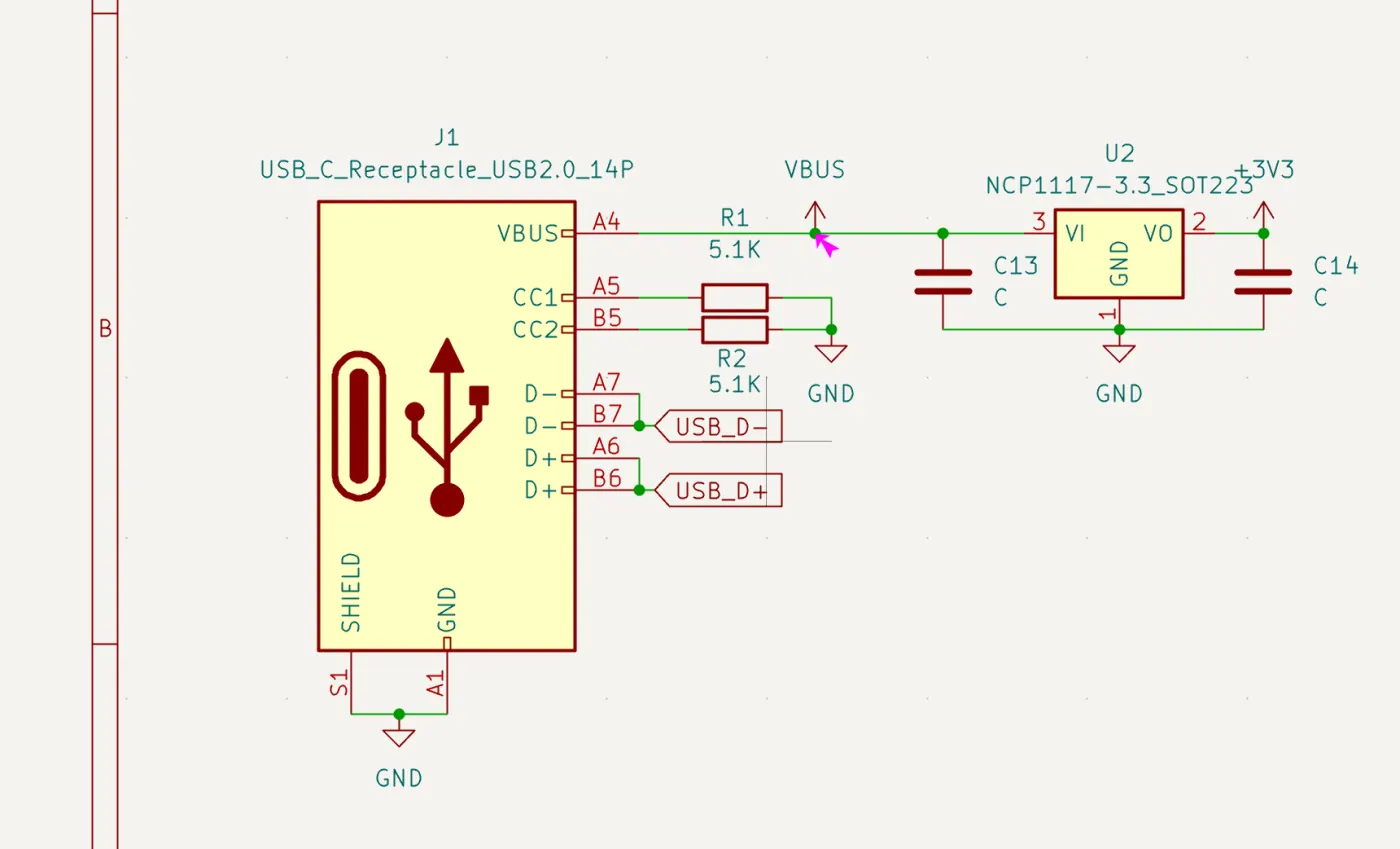 J1
USB_C_Receptacle_USB2.0_14P
VBUS
A4
CC1
A5
CC2
B5
D-
A7
D-
B7
D+
A6
D+
B6
SHIELD
GND
S1
A1
GND
R1
5.1K
R2
5.1K
USB_D-
USB_D+
VBUS
GND
C13
C
U2
NCP1117-3.3_SOT223
3
VI
VO
2
GND
1
GND
+3V3
C14
C
B